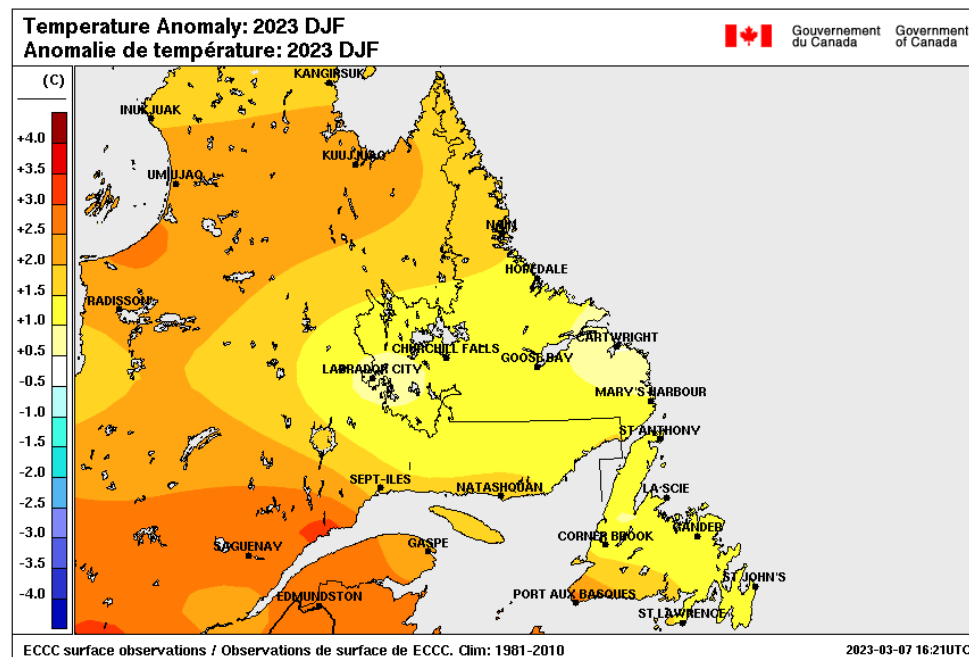 Temperature Anomaly: 2023 DJF
Anomalie de température: 2023 DJF
Gouvernement du Canada
Government of Canada
(C)
+4.0
+3.5
+3.0
+2.5
+2.0
+1.5
+1.0
+0.5
-0.5
-1.0
-1.5
-2.0
-2.5
-3.0
-3.5
-4.0
KANGIRSUK
INUKJUAK
KUUJJUAQ
UMIUJAQ
NAIN
HOPEDALE
RADISSON
CARTWRIGHT
CHURCHILL FALLS
GOOSE BAY
LABRADOR CITY
MARY'S HARBOUR
ST ANTHONY
SEPT-ILES
NATASHQUAN
LA SCIE
GANDER
CORNER BROOK
SAGUENAY
GASPE
ST JOHN'S
EDMUNDSTON
PORT AUX BASQUES
ST LAWRENCE
ECCC surface observations / Observations de surface de ECCC. Clim: 1981-2010
2023-03-07 16:21UTC